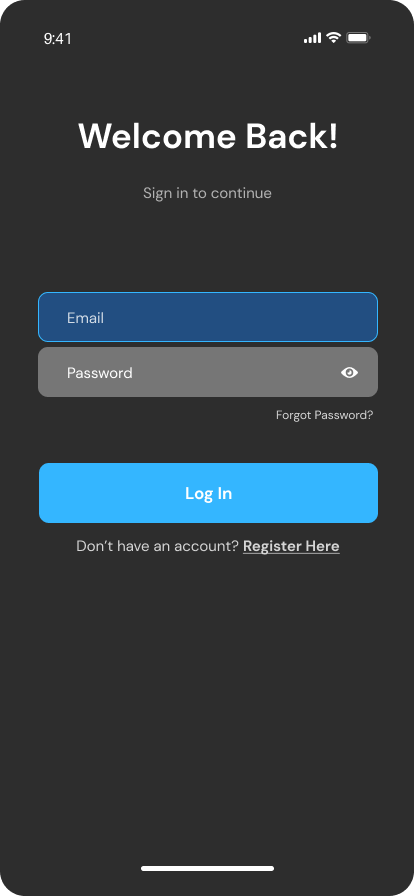 9:41
Welcome Back!
Sign in to continue
Email
Password
Forgot Password?
Log In
Don’t have an account? Register Here